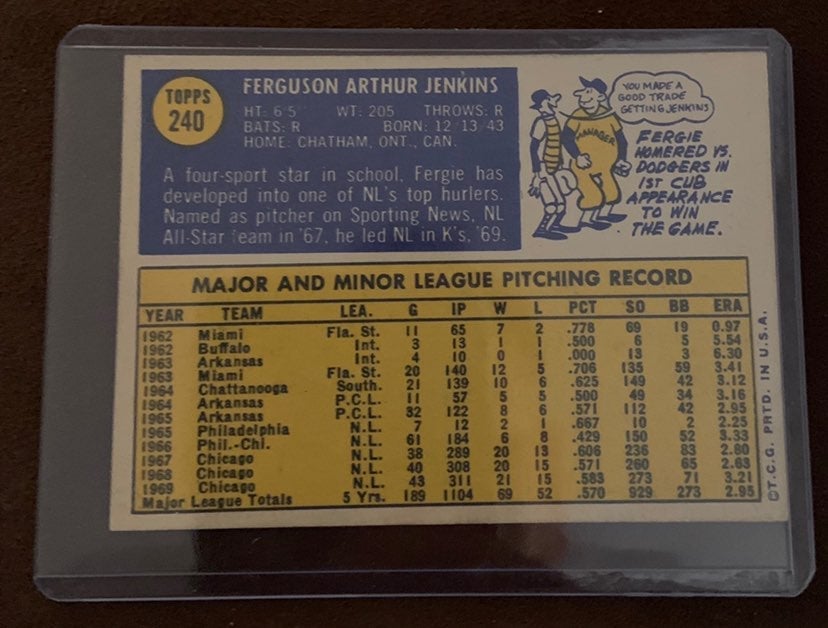 TOPPS
240
FERGUSON ARTHUR JENKINS
HT: 6'5" WT: 205 THROWS: R
BATS: R BORN: 12/13/43
HOME: CHATHAM, ONT., CAN.
A four-sport star in school, Fergie has
developed into one of NL's top hurlers.
Named as pitcher on Sporting News, NL
All-Star Team in '67, he led NL in K's, '69.
YOU MADE A
GOOD TRADE
GETTING JENKINS
MANAGER
FERGIE
HOMERED VS.
DODGERS IN
1ST CUB
APPEARANCE
TO WIN
THE GAME.
MAJOR AND MINOR LEAGUE PITCHING RECORD
YEAR TEAM LEA. G IP W L PCT SO BB ERA
1962 Miami Fla. St. 11 65 7 2 .778 69 19 0.97
1962 Buffalo Int. 3 13 1 1 .500 6 5 5.54
1963 Arkansas Int. 4 10 0 1 .000 13 3 6.30
1963 Miami Fla. St. 20 140 12 5 .706 135 59 3.41
1964 Chattanooga South. 21 139 10 6 .625 149 42 3.12
1964 Arkansas P.C.L. 11 57 5 5 .500 49 34 3.16
1965 Arkansas P.C.L. 32 122 8 6 .571 112 42 2.95
1965 Philadelphia N.L. 7 12 2 1 .667 10 2 2.25
1966 Phil.-Chi. N.L. 61 184 6 8 .429 150 52 3.33
1967 Chicago N.L. 38 289 20 13 .606 236 83 2.80
1968 Chicago N.L. 40 308 20 15 .571 260 65 2.63
1969 Chicago N.L. 43 311 21 15 .583 273 71 3.21
Major League Totals 5 Yrs. 189 1104 69 52 .570 929 273 2.95
©T.C.G. PRTD. IN U.S.A.